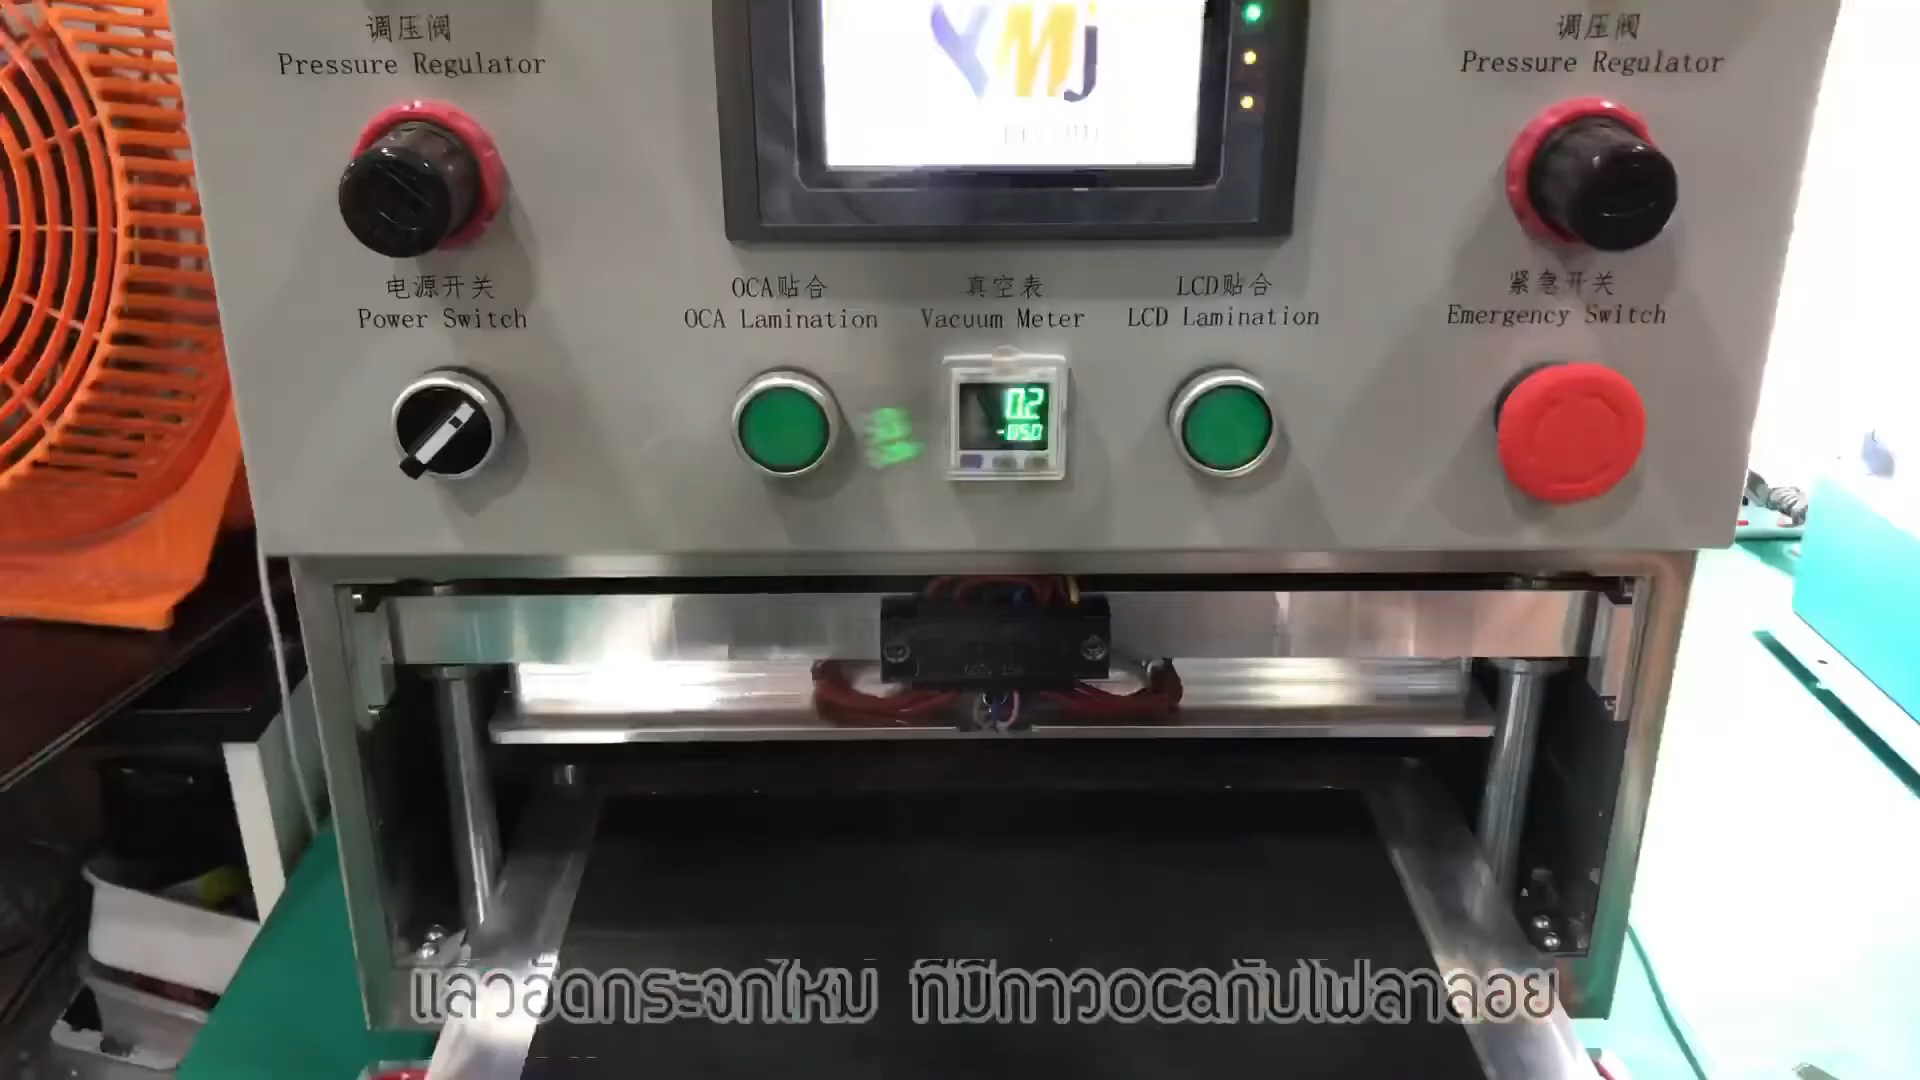 调压阀
Pressure Regulator
YMJ
调压阀
Pressure Regulator
电源开关
Power Switch
OCA贴合
OCA Lamination
真空表
Vacuum Meter
LCD贴合
LCD Lamination
紧急开关
Emergency Switch
0.2
-85.0
แล้วอัดกระจกใหม่ ที่มีกาวocaกับไฟลาลอย